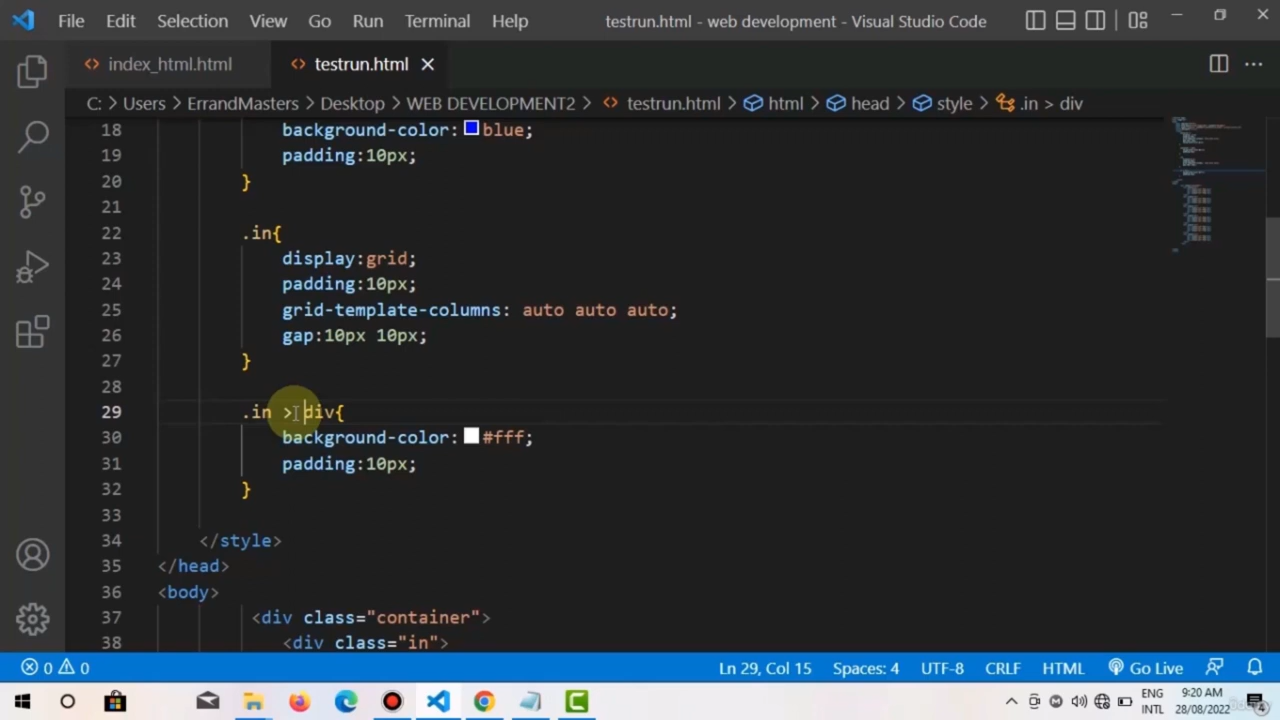 File Edit Selection View Go Run Terminal Help testrun.html - web development - Visual Studio Code
index_html.html testrun.html
C: > Users > ErrandMasters > Desktop > WEB DEVELOPMENT2 > testrun.html > html > head > style > .in > div
18 background-color: blue;
19 padding:10px;
20 }
21
22 .in{
23 display:grid;
24 padding:10px;
25 grid-template-columns: auto auto auto;
26 gap:10px 10px;
27 }
28
29 .in > div{
30 background-color: #fff;
31 padding:10px;
32 }
33
34 </style>
35 </head>
36 <body>
37 <div class="container">
38 <div class="in">
0 0 Ln 29, Col 15 Spaces: 4 UTF-8 CRLF HTML Go Live
ENG 9:20 AM
INTL 28/08/2022